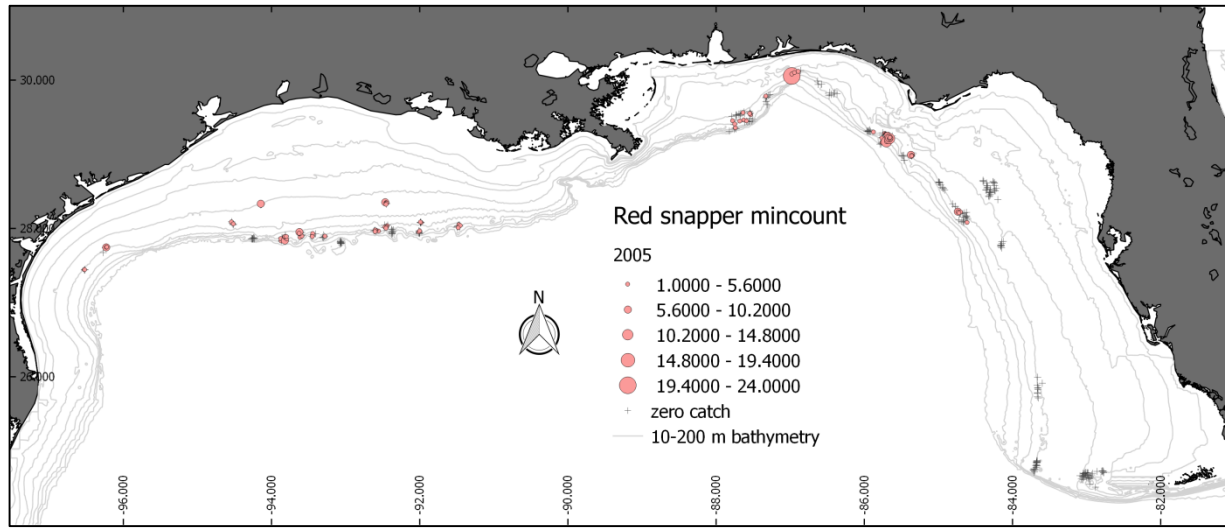 30.000
28.000
26.000
Red snapper mincount
2005
1.0000 - 5.6000
5.6000 - 10.2000
10.2000 - 14.8000
14.8000 - 19.4000
19.4000 - 24.0000
zero catch
10-200 m bathymetry
N
-96.000
-94.000
-92.000
-90.000
-88.000
-86.000
-84.000
-82.000